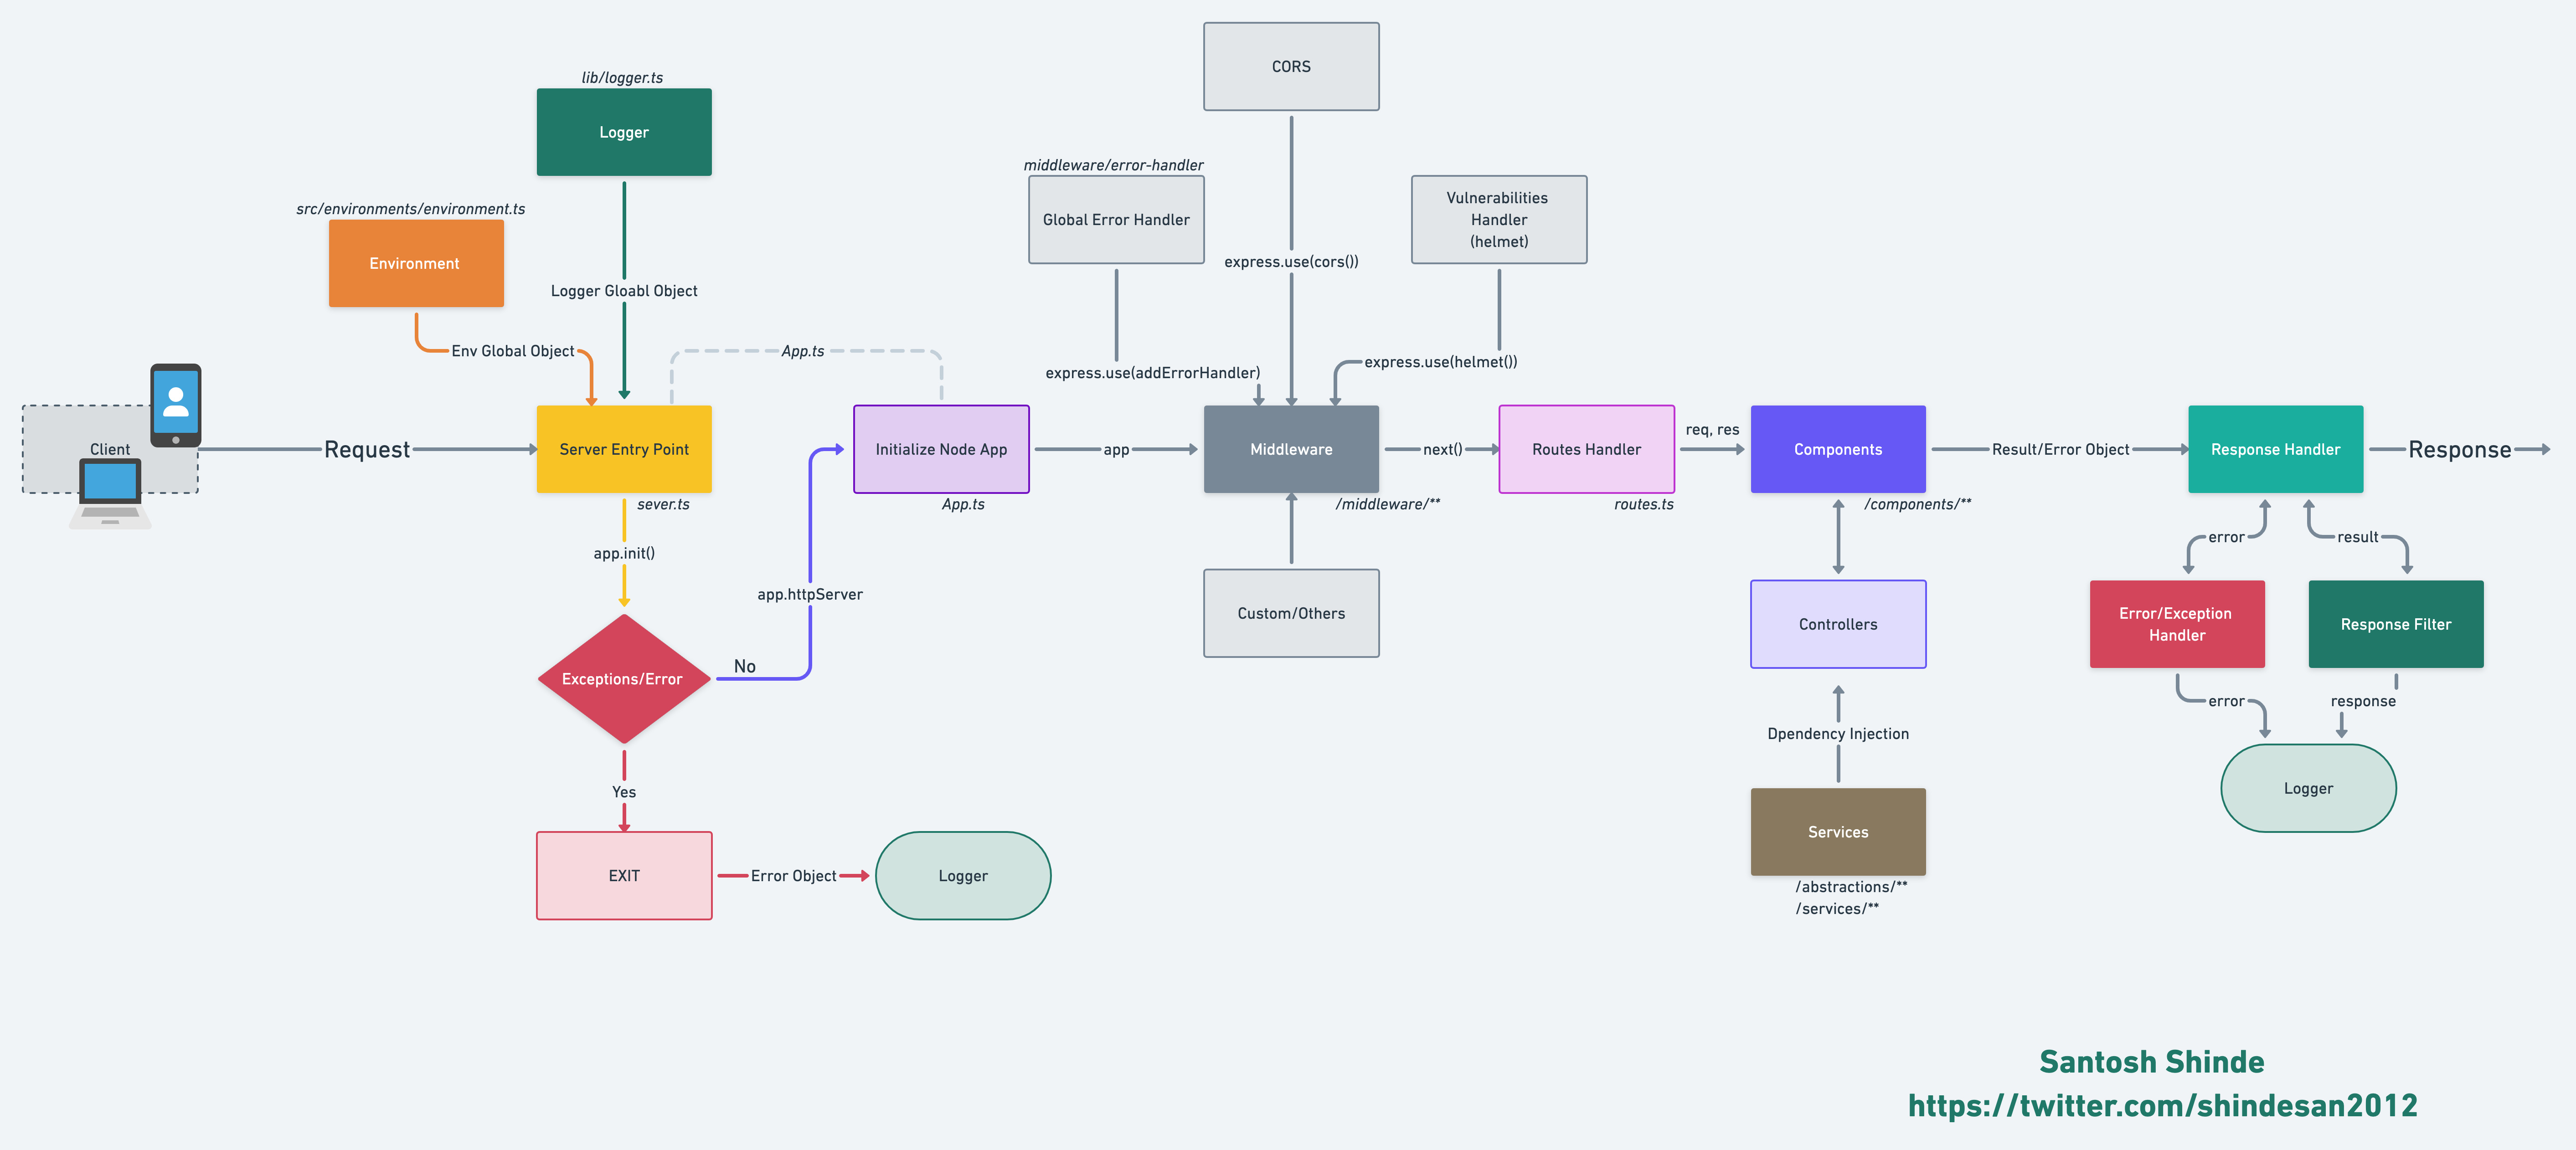 CORS
lib/logger.ts
Logger
middleware/error-handler
Global Error Handler
Vulnerabilities
Handler
(helmet)
src/environments/environment.ts
Environment
express.use(cors())
Logger Gloabl Object
Env Global Object
App.ts
express.use(helmet())
express.use(addErrorHandler)
Client
Request
Server Entry Point
Initialize Node App
app
Middleware
next()
Routes Handler
req, res
Components
Result/Error Object
Response Handler
Response
sever.ts
App.ts
/middleware/**
routes.ts
/components/**
app.init()
error
result
app.httpServer
Custom/Others
Controllers
Error/Exception
Handler
Response Filter
No
Exceptions/Error
error
response
Dpendency Injection
Yes
Logger
Services
EXIT
Error Object
Logger
/abstractions/**
/services/**
Santosh Shinde
https://twitter.com/shindesan2012